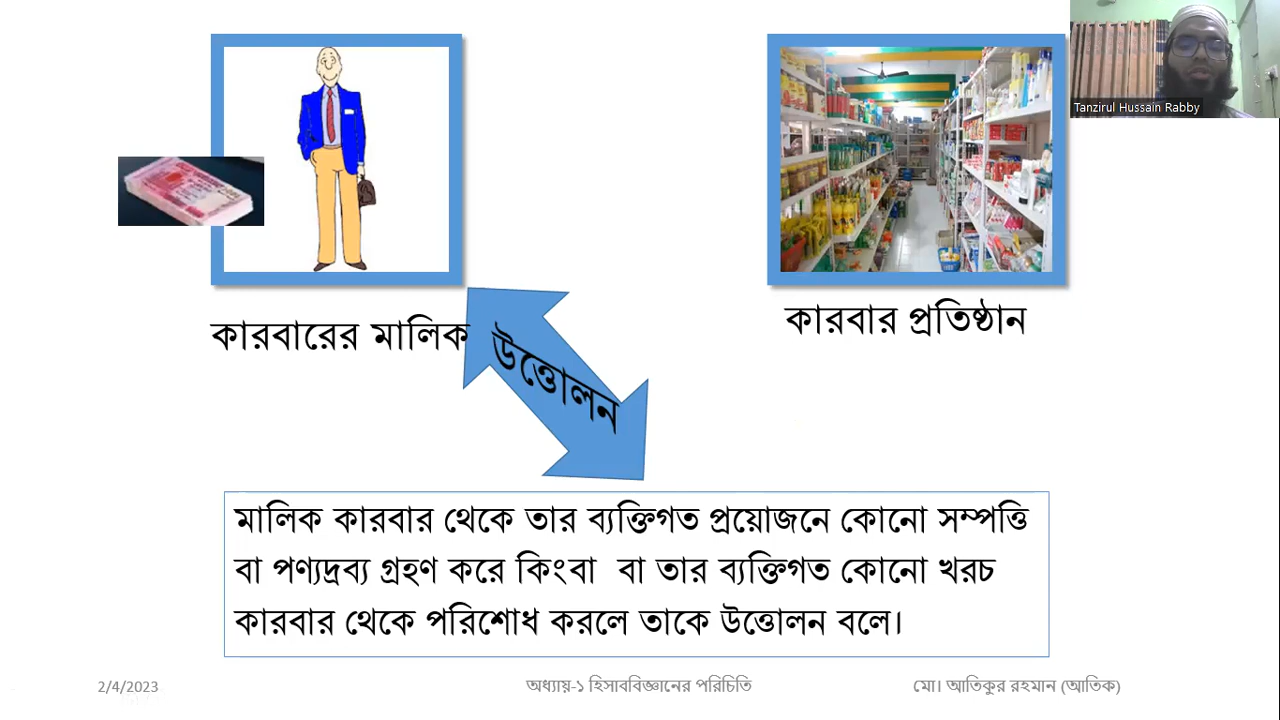 Tanzirul Hussain Rabby
কারবারের মালিক
কারবার প্রতিষ্ঠান
উত্তোলন
মালিক কারবার থেকে তার ব্যক্তিগত প্রয়োজনে কোনো সম্পত্তি
বা পণ্যদ্রব্য গ্রহণ করে কিংবা বা তার ব্যক্তিগত কোনো খরচ
কারবার থেকে পরিশোধ করলে তাকে উত্তোলন বলে।
2/4/2023
অধ্যায়-১ হিসাববিজ্ঞানের পরিচিতি
মো। আতিকুর রহমান (আতিক)